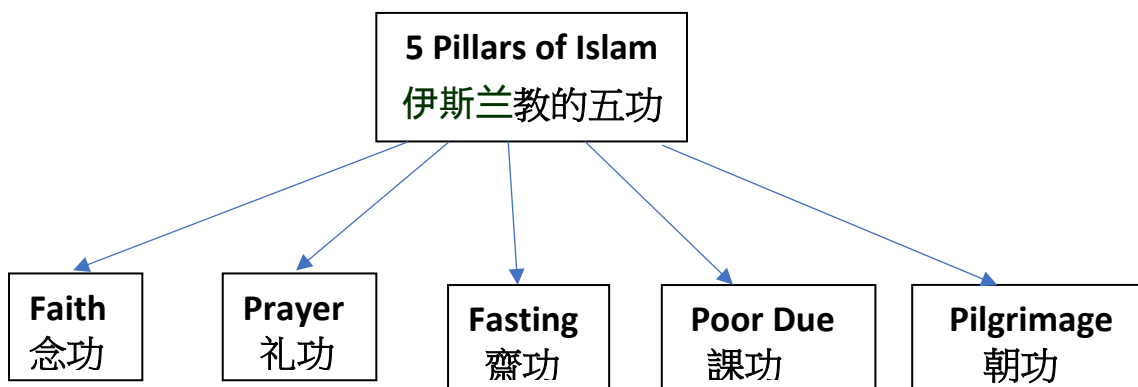 5 Pillars of Islam
伊斯兰教的五功
Faith
念功
Prayer
礼功
Fasting
齋功
Poor Due
課功
Pilgrimage
朝功